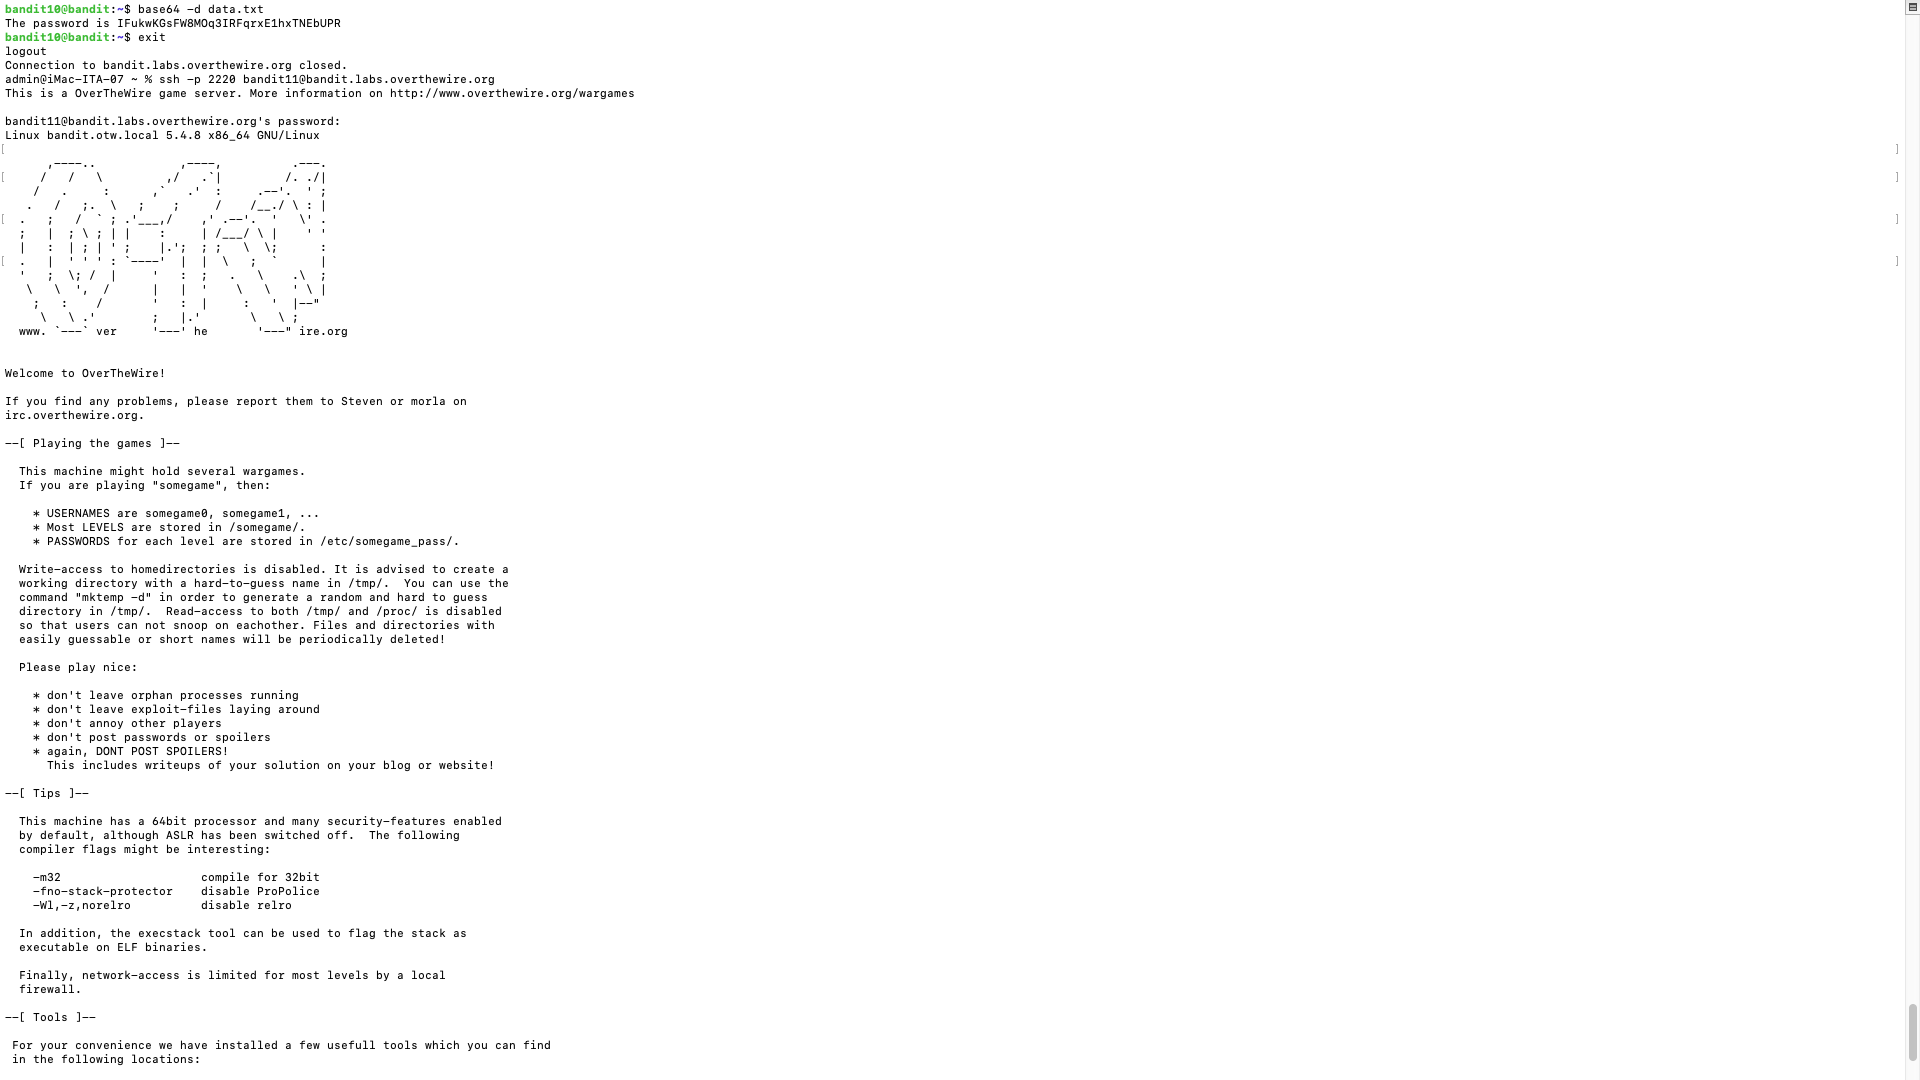 bandit10@bandit:~$ base64 -d data.txt
The password is IFukwKGsFW8MOq3IRFqrxE1hxTNEbUPR
bandit10@bandit:~$ exit
logout
Connection to bandit.labs.overthewire.org closed.
admin@iMac-ITA-07 ~ % ssh -p 2220 bandit11@bandit.labs.overthewire.org
This is a OverTheWire game server. More information on http://www.overthewire.org/wargames

bandit11@bandit.labs.overthewire.org's password:
Linux bandit.otw.local 5.4.8 x86_64 GNU/Linux

      ,----..            ,----,          .---.
     /   /   \         ,/   .`|         /. ./|
    /   .     :      ,`   .'  :     .--'.  ' ;
   .   /   ;.  \   ;    ;     /    /__./ \ : |
  .   ;   /  ` ; .'___,/    ,' .--'.  '   \' .
  ;   |  ; \ ; | |    :     | /___/ \ |    ' '
  |   :  | ; | ' ;    |.';  ; ;   \  \;      :
  .   |  ' ' ' : `----'  |  |  \   ;  `      |
  '   ;  \; /  |     '   :  ;   .   \    .\  ;
   \   \  ',  /      |   |  '    \   \   ' \ |
    ;   :    /       '   :  |     :   '  |--"
     \   \ .'        ;   |.'       \   \ ;
  www. `---` ver     '---' he       '---" ire.org

Welcome to OverTheWire!

If you find any problems, please report them to Steven or morla on
irc.overthewire.org.

--[ Playing the games ]--

  This machine might hold several wargames.
  If you are playing "somegame", then:

    * USERNAMES are somegame0, somegame1, ...
    * Most LEVELS are stored in /somegame/.
    * PASSWORDS for each level are stored in /etc/somegame_pass/.

  Write-access to homedirectories is disabled. It is advised to create a
  working directory with a hard-to-guess name in /tmp/.  You can use the
  command "mktemp -d" in order to generate a random and hard to guess
  directory in /tmp/.  Read-access to both /tmp/ and /proc/ is disabled
  so that users can not snoop on eachother. Files and directories with
  easily guessable or short names will be periodically deleted!

  Please play nice:

    * don't leave orphan processes running
    * don't leave exploit-files laying around
    * don't annoy other players
    * don't post passwords or spoilers
    * again, DONT POST SPOILERS!
      This includes writeups of your solution on your blog or website!

--[ Tips ]--

  This machine has a 64bit processor and many security-features enabled
  by default, although ASLR has been switched off.  The following
  compiler flags might be interesting:

    -m32                    compile for 32bit
    -fno-stack-protector    disable ProPolice
    -Wl,-z,norelro          disable relro

  In addition, the execstack tool can be used to flag the stack as
  executable on ELF binaries.

  Finally, network-access is limited for most levels by a local
  firewall.

--[ Tools ]--

 For your convenience we have installed a few usefull tools which you can find
 in the following locations: